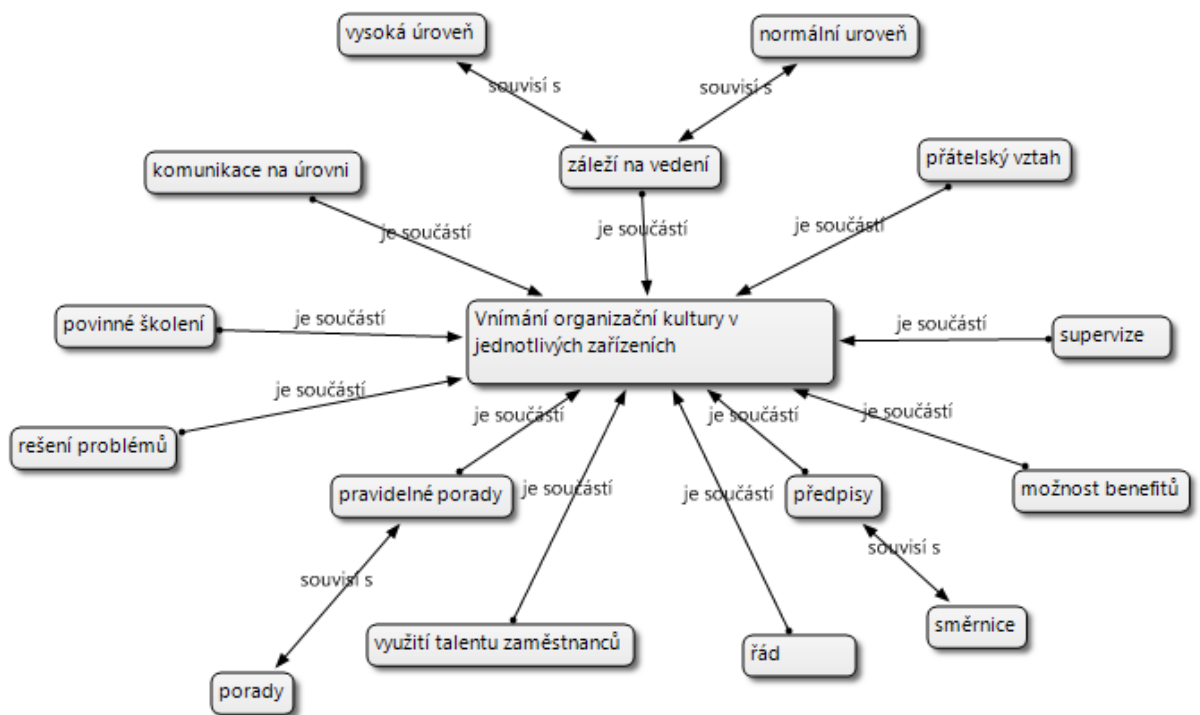 vysoká úroveň
normální uroveň
souvisí s
souvisí s
komunikace na úrovni
záleží na vedení
přátelský vztah
je součástí
je součástí
je součástí
povinné školení
je součástí
Vnímání organizační kultury v
jednotlivých zařízeních
je součástí
supervize
je součástí
rešení problémů
je součástí
je součástí
je součástí
pravidelné porady
je součástí
je součástí
předpisy
možnost benefitů
souvisí s
souvisí s
využití talentu zaměstnanců
řád
směrnice
porady